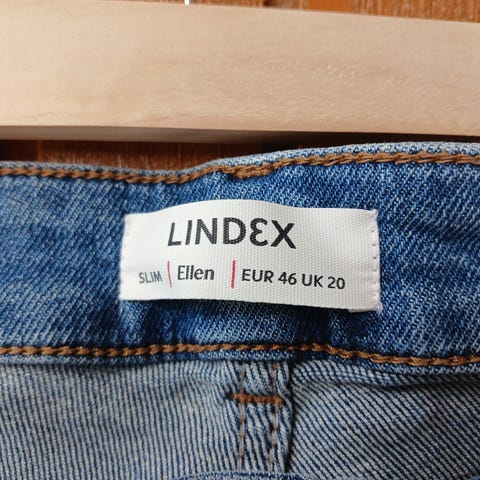 LINDEX
SLIM | Ellen | EUR 46 UK 20